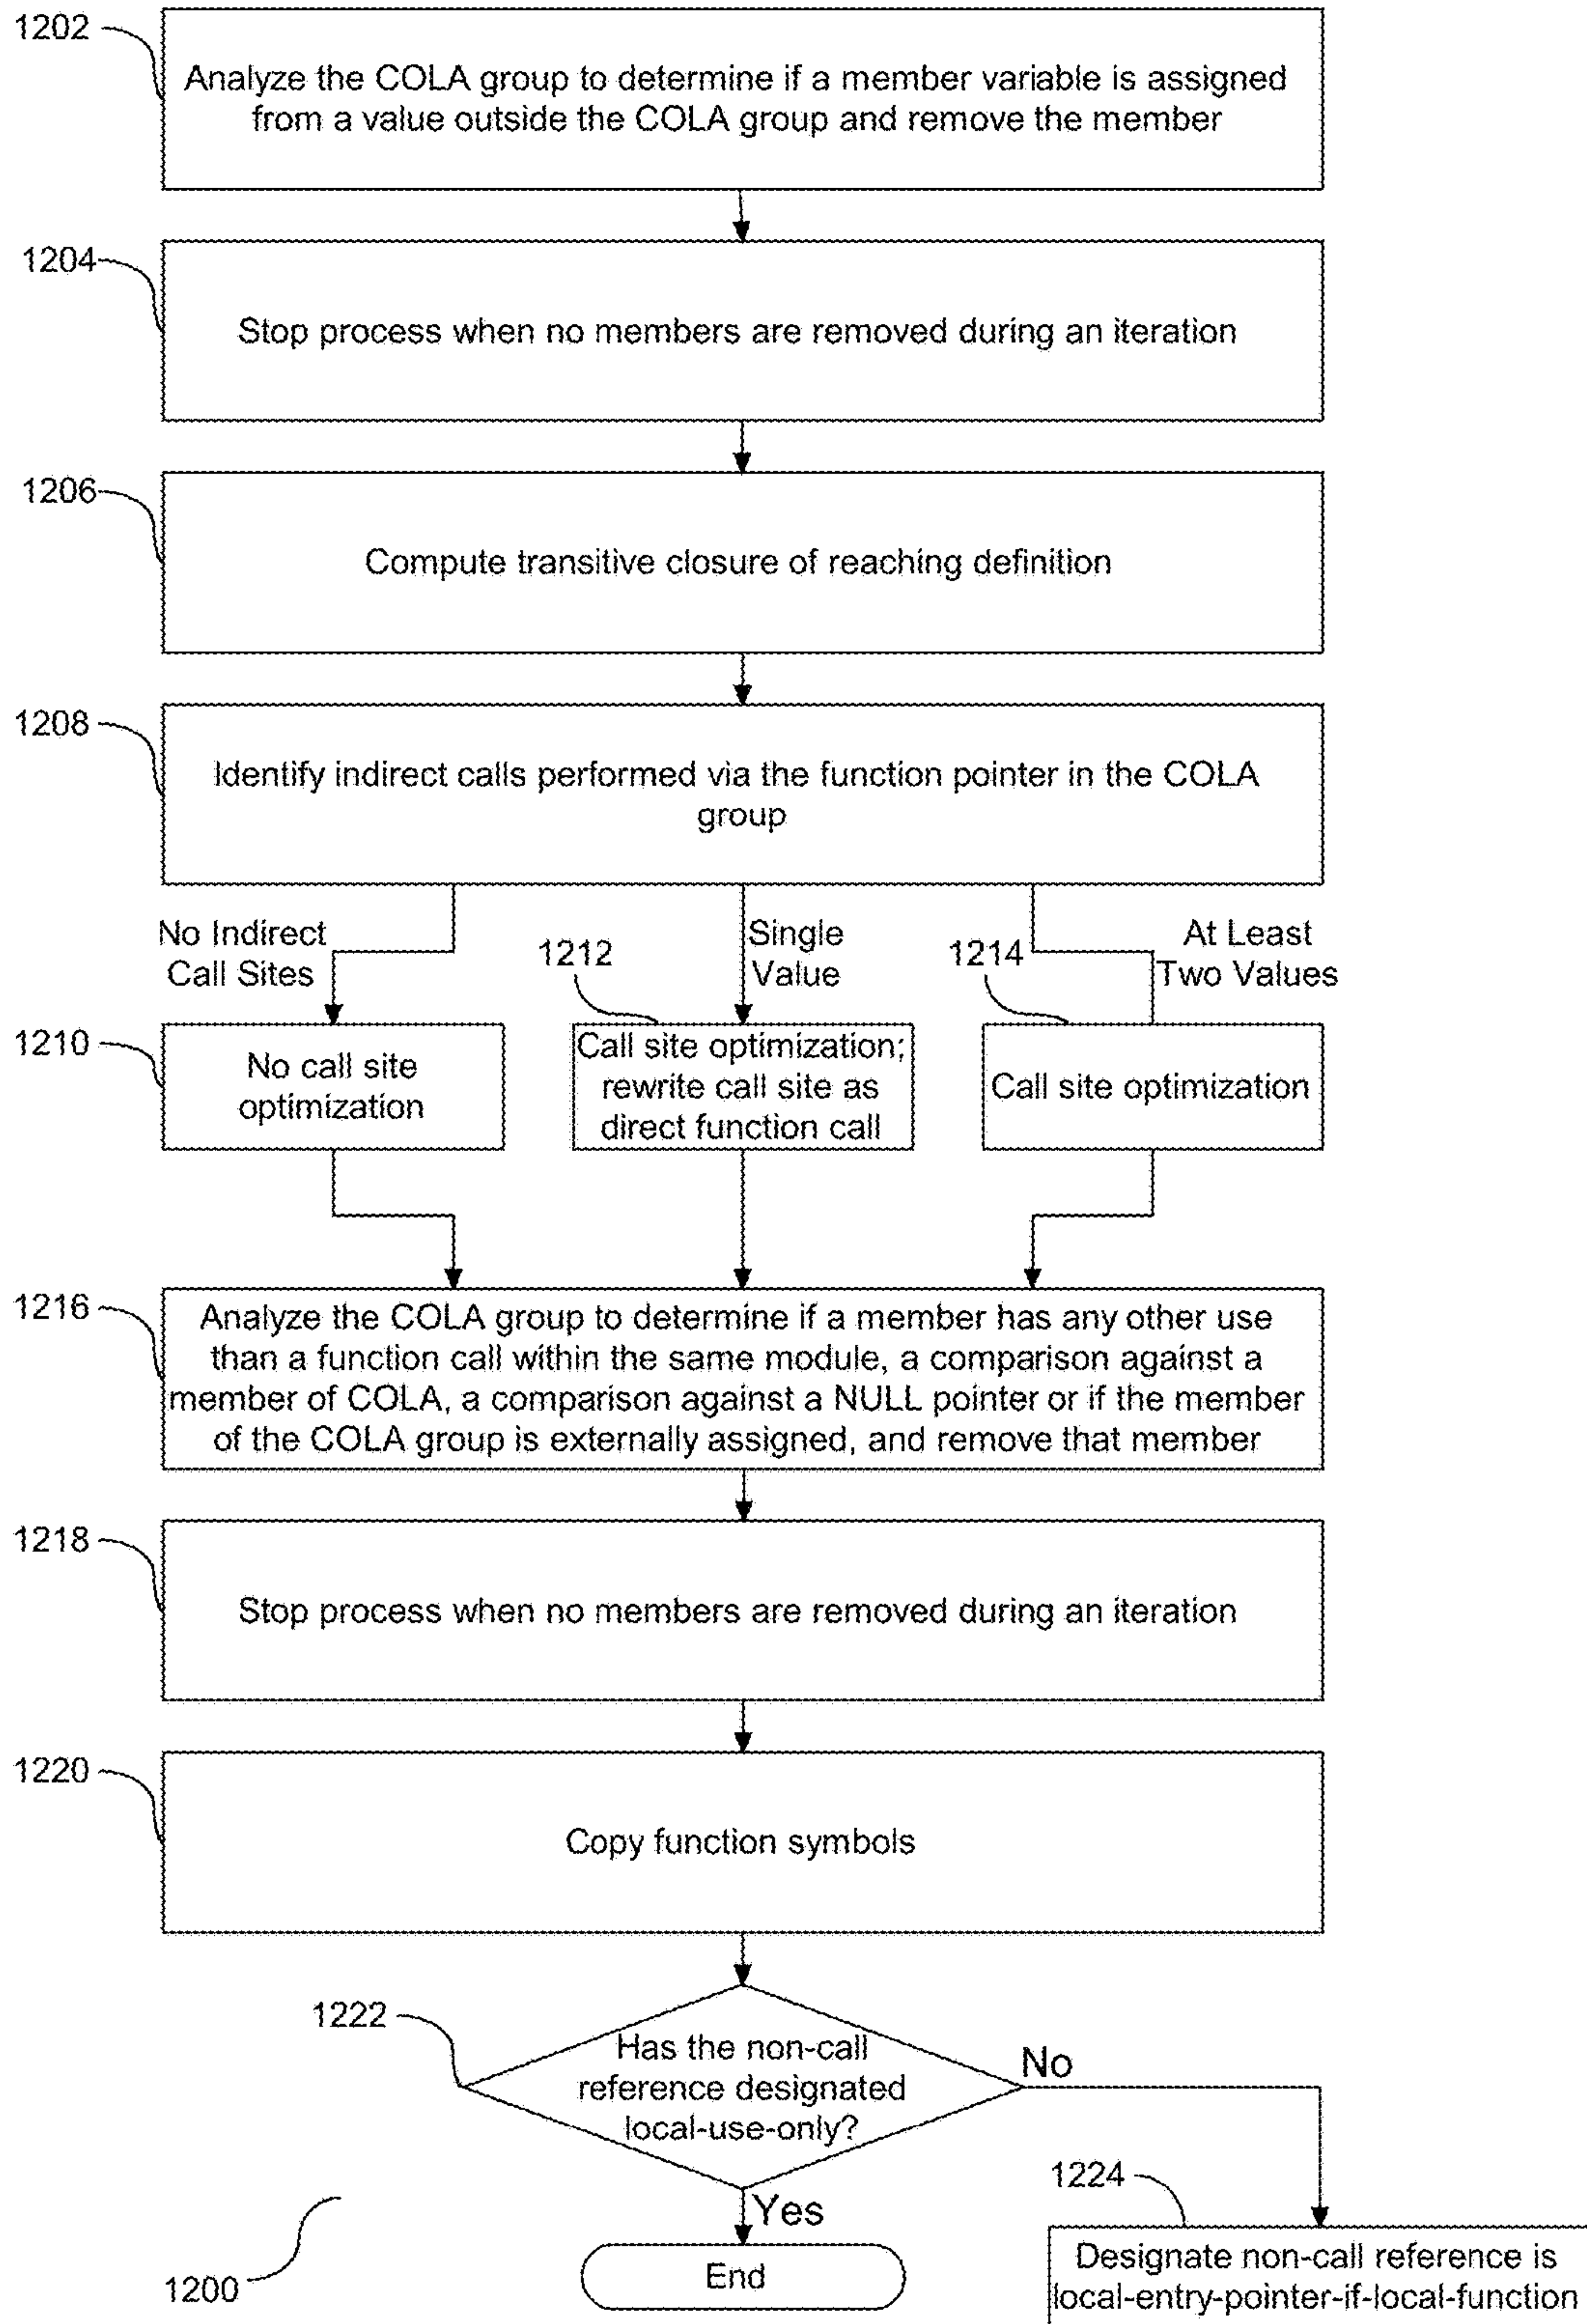 1202
Analyze the COLA group to determine if a member variable is assigned
from a value outside the COLA group and remove the member
1204
Stop process when no members are removed during an iteration
1206
Compute transitive closure of reaching definition
1208
Identify indirect calls performed via the function pointer in the COLA
group
No Indirect
Call Sites
1212
Single
Value
1214
At Least
Two Values
1210
No call site
optimization
Call site optimization;
rewrite call site as
direct function call
Call site optimization
1216
Analyze the COLA group to determine if a member has any other use
than a function call within the same module, a comparison against a
member of COLA, a comparison against a NULL pointer or if the member
of the COLA group is externally assigned, and remove that member
1218
Stop process when no members are removed during an iteration
1220
Copy function symbols
1222
Has the non-call
reference designated
local-use-only?
No
Yes
1224
Designate non-call reference is
local-entry-pointer-if-local-function
End
1200